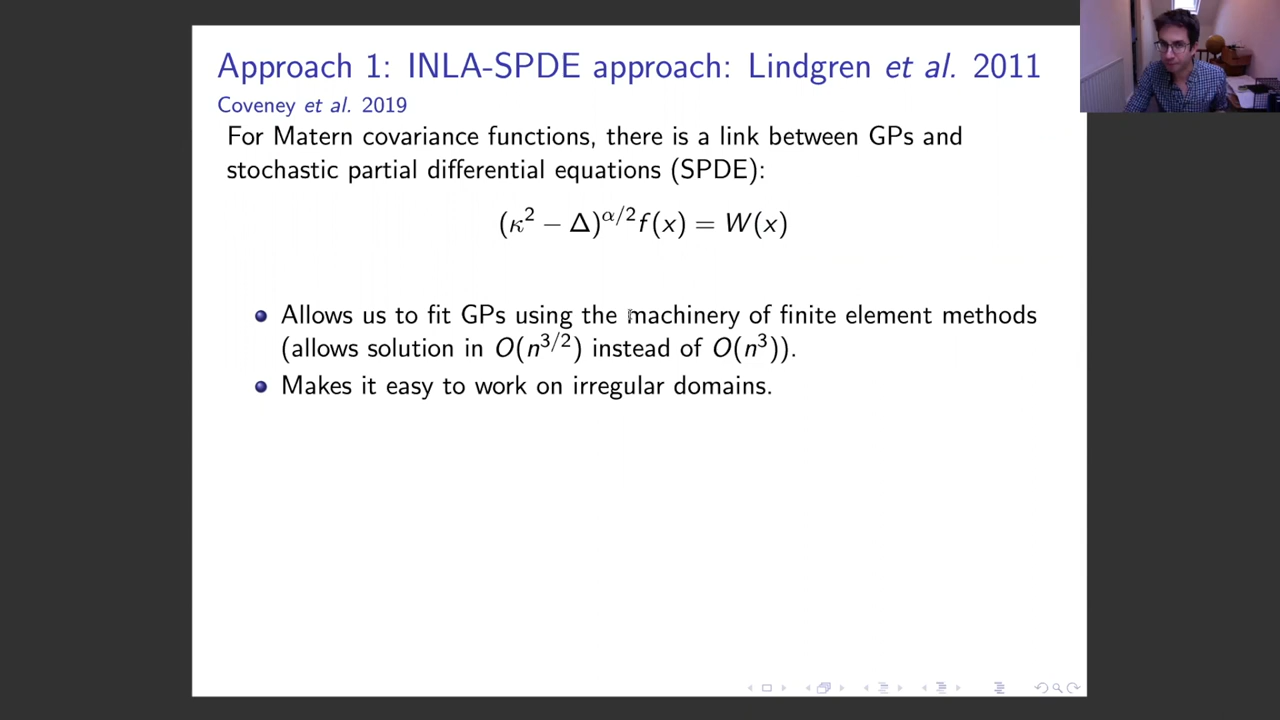 Approach 1: INLA-SPDE approach: Lindgren et al. 2011
Coveney et al. 2019
For Matern covariance functions, there is a link between GPs and
stochastic partial differential equations (SPDE):
(κ² − Δ)^{α/2} f(x) = W(x)
Allows us to fit GPs using the machinery of finite element methods
(allows solution in O(n^{3/2}) instead of O(n³)).
Makes it easy to work on irregular domains.